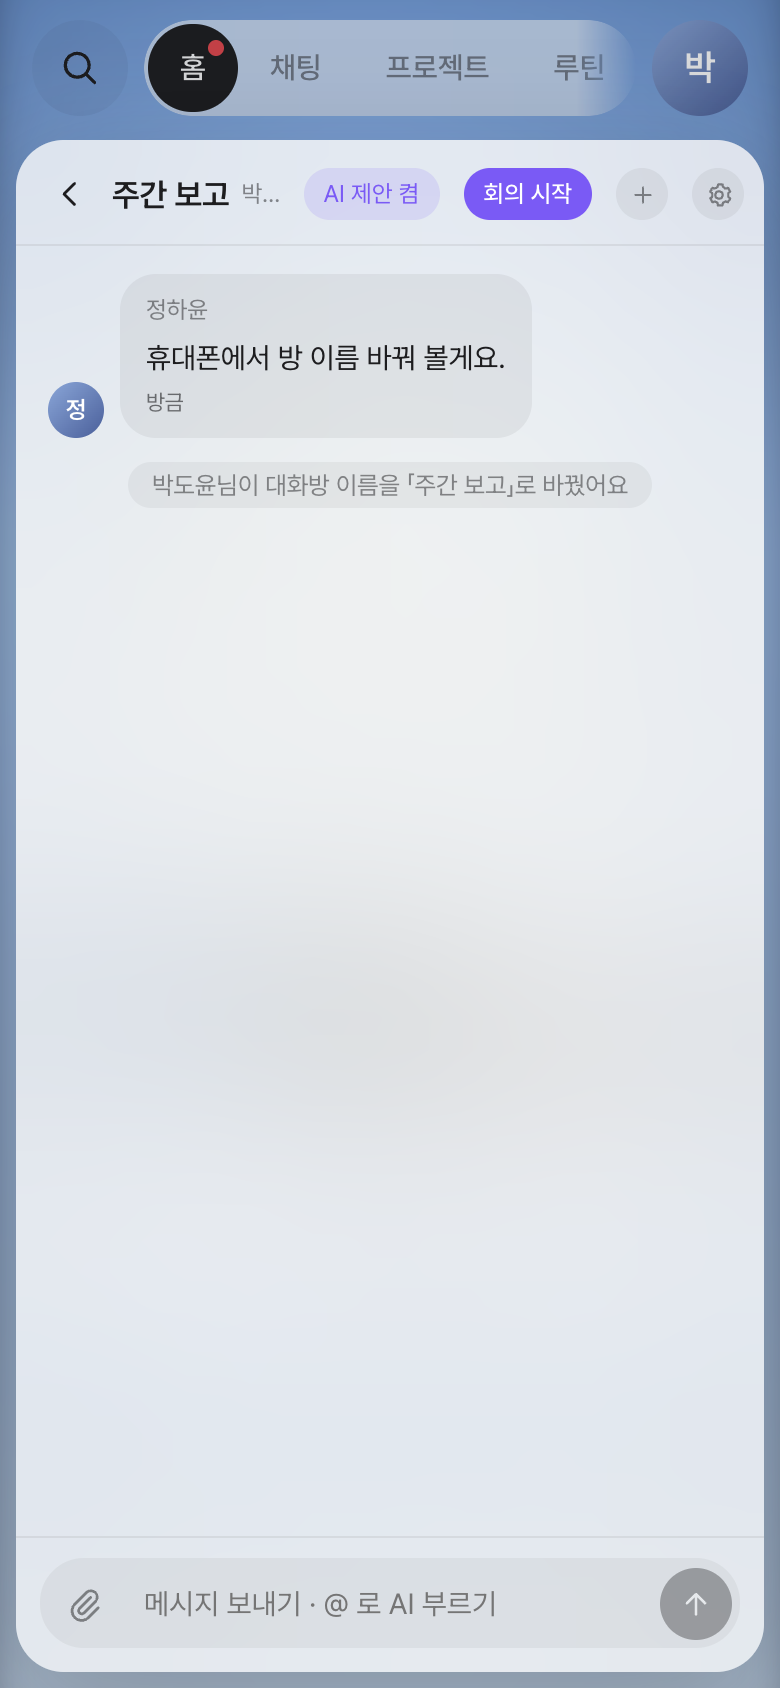 홈 채팅 프로젝트 루틴 박
주간 보고 박... AI 제안 켬 회의 시작
정하윤
휴대폰에서 방 이름 바꿔 볼게요.
방금
정
박도윤님이 대화방 이름을 「주간 보고」로 바꿨어요
메시지 보내기 · @ 로 AI 부르기